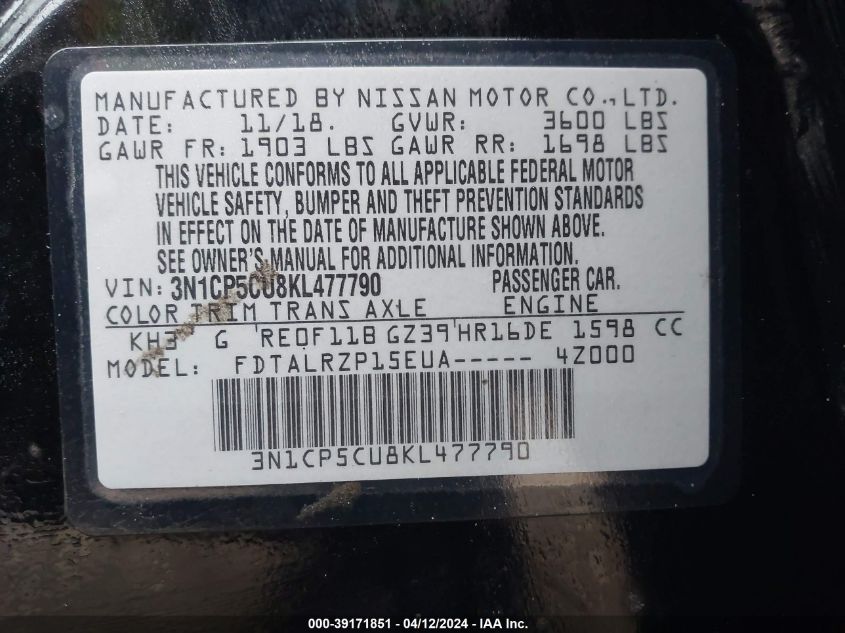 MANUFACTURED BY NISSAN MOTOR CO., LTD.
DATE: 11/18. GVWR: 3600 LBS
GAWR FR: 1903 LBS GAWR RR: 1698 LBS
THIS VEHICLE CONFORMS TO ALL APPLICABLE FEDERAL MOTOR
VEHICLE SAFETY, BUMPER AND THEFT PREVENTION STANDARDS
IN EFFECT ON THE DATE OF MANUFACTURE SHOWN ABOVE.
SEE OWNER'S MANUAL FOR ADDITIONAL INFORMATION.
VIN: 3N1CP5CU8KL477790 PASSENGER CAR.
COLOR TRIM TRANS AXLE ENGINE
KH3 G RE0F11B GZ39 HR16DE 1598 CC
MODEL: FDTALRZP15EUA----- 4Z000
3N1CP5CU8KL477790
000-39171851 - 04/12/2024 - IAAI.com